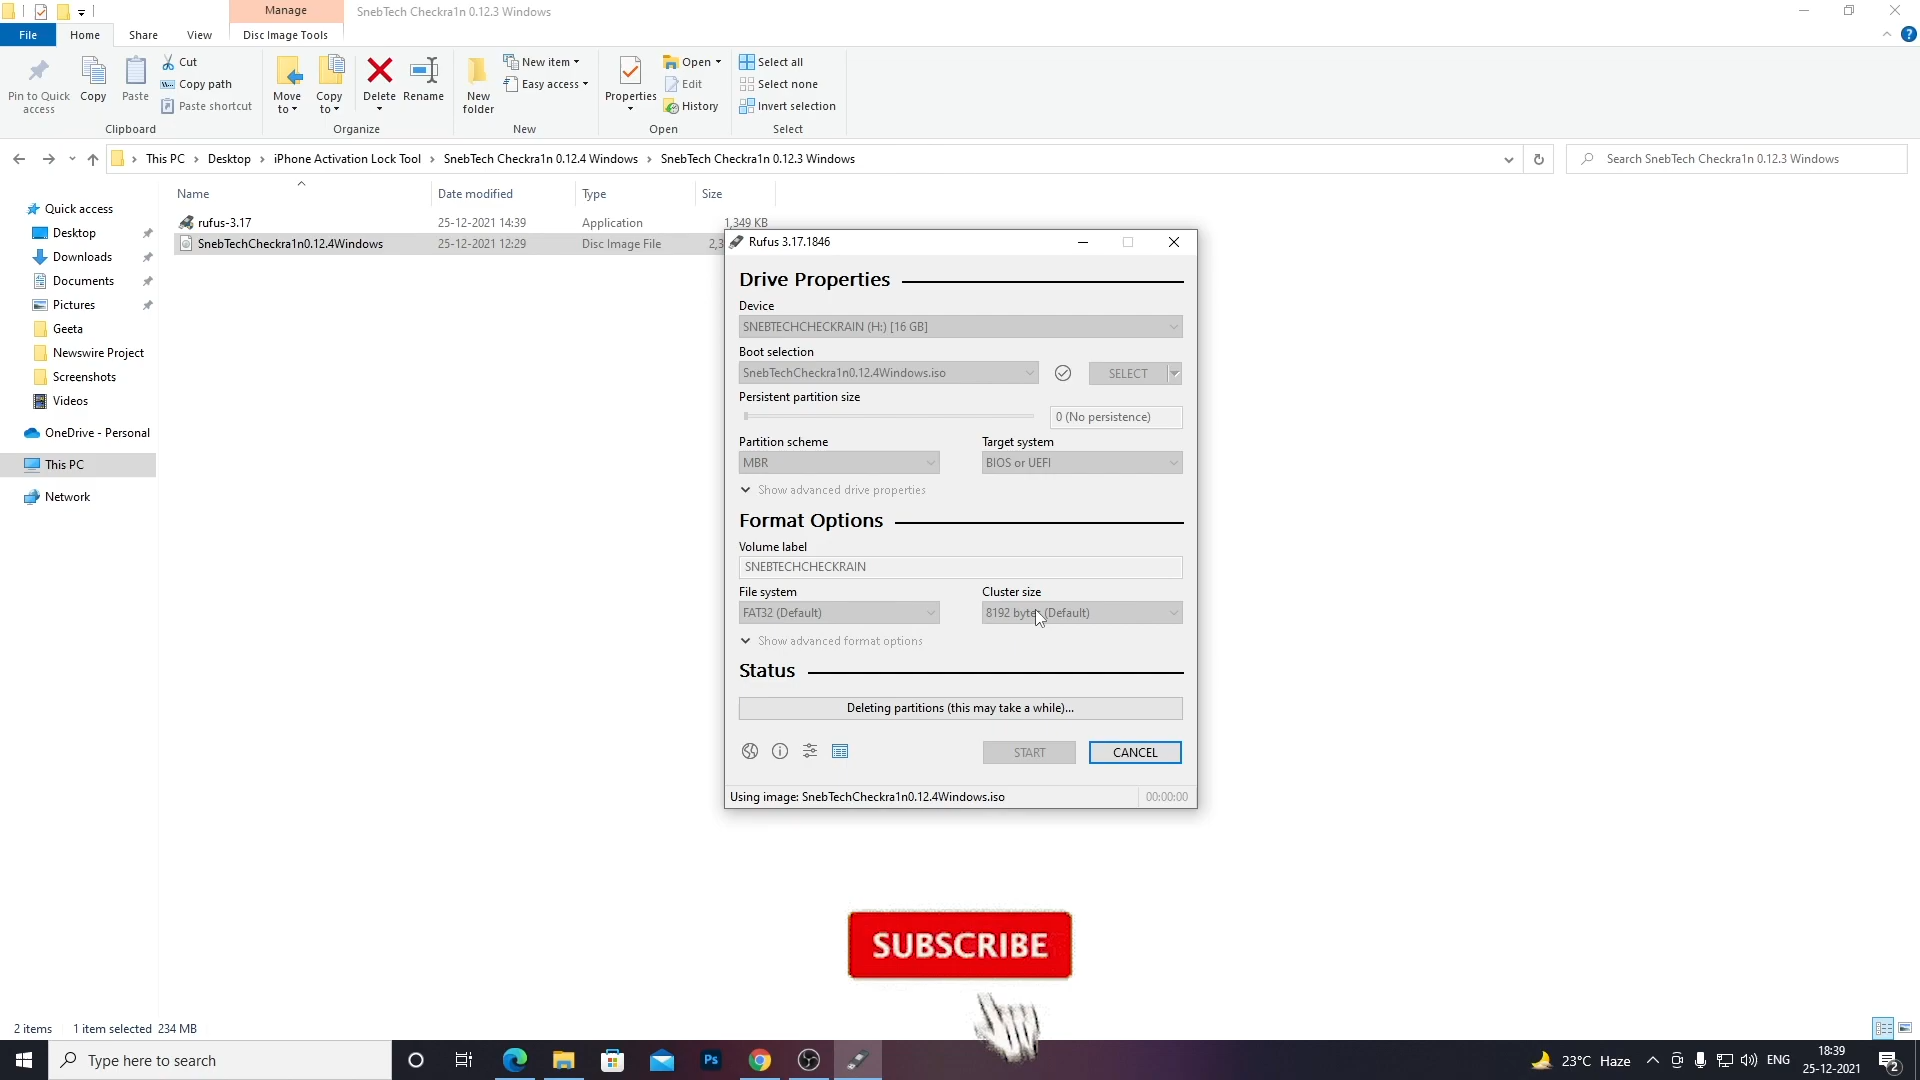 Manage
SnebTech Checkra1n 0.12.3 Windows
File
Home
Share
View
Disc Image Tools
Pin to Quick access
Copy
Paste
Cut
Copy path
Paste shortcut
Clipboard
Move to
Copy to
Delete
Rename
Organize
New folder
New item
Easy access
New
Properties
Open
Edit
History
Open
Select all
Select none
Invert selection
Select
This PC > Desktop > iPhone Activation Lock Tool > SnebTech Checkra1n 0.12.4 Windows > SnebTech Checkra1n 0.12.3 Windows
Search SnebTech Checkra1n 0.12.3 Windows
Name
Date modified
Type
Size
rufus-3.17
25-12-2021 14:39
Application
1,349 KB
SnebTechCheckra1n0.12.4Windows
25-12-2021 12:29
Disc Image File
2,3
Quick access
Desktop
Downloads
Documents
Pictures
Geeta
Newswire Project
Screenshots
Videos
OneDrive - Personal
This PC
Network
Rufus 3.17.1846
Drive Properties
Device
SNEBTECHCHECKRAIN (H:) [16 GB]
Boot selection
SnebTechCheckra1n0.12.4Windows.iso
SELECT
Persistent partition size
0 (No persistence)
Partition scheme
Target system
MBR
BIOS or UEFI
Show advanced drive properties
Format Options
Volume label
SNEBTECHCHECKRAIN
File system
Cluster size
FAT32 (Default)
8192 bytes (Default)
Show advanced format options
Status
Deleting partitions (this may take a while)...
START
CANCEL
Using image: SnebTechCheckra1n0.12.4Windows.iso
00:00:00
SUBSCRIBE
2 items
1 item selected 234 MB
Type here to search
Ps
23°C Haze
ENG
18:39
25-12-2021
2